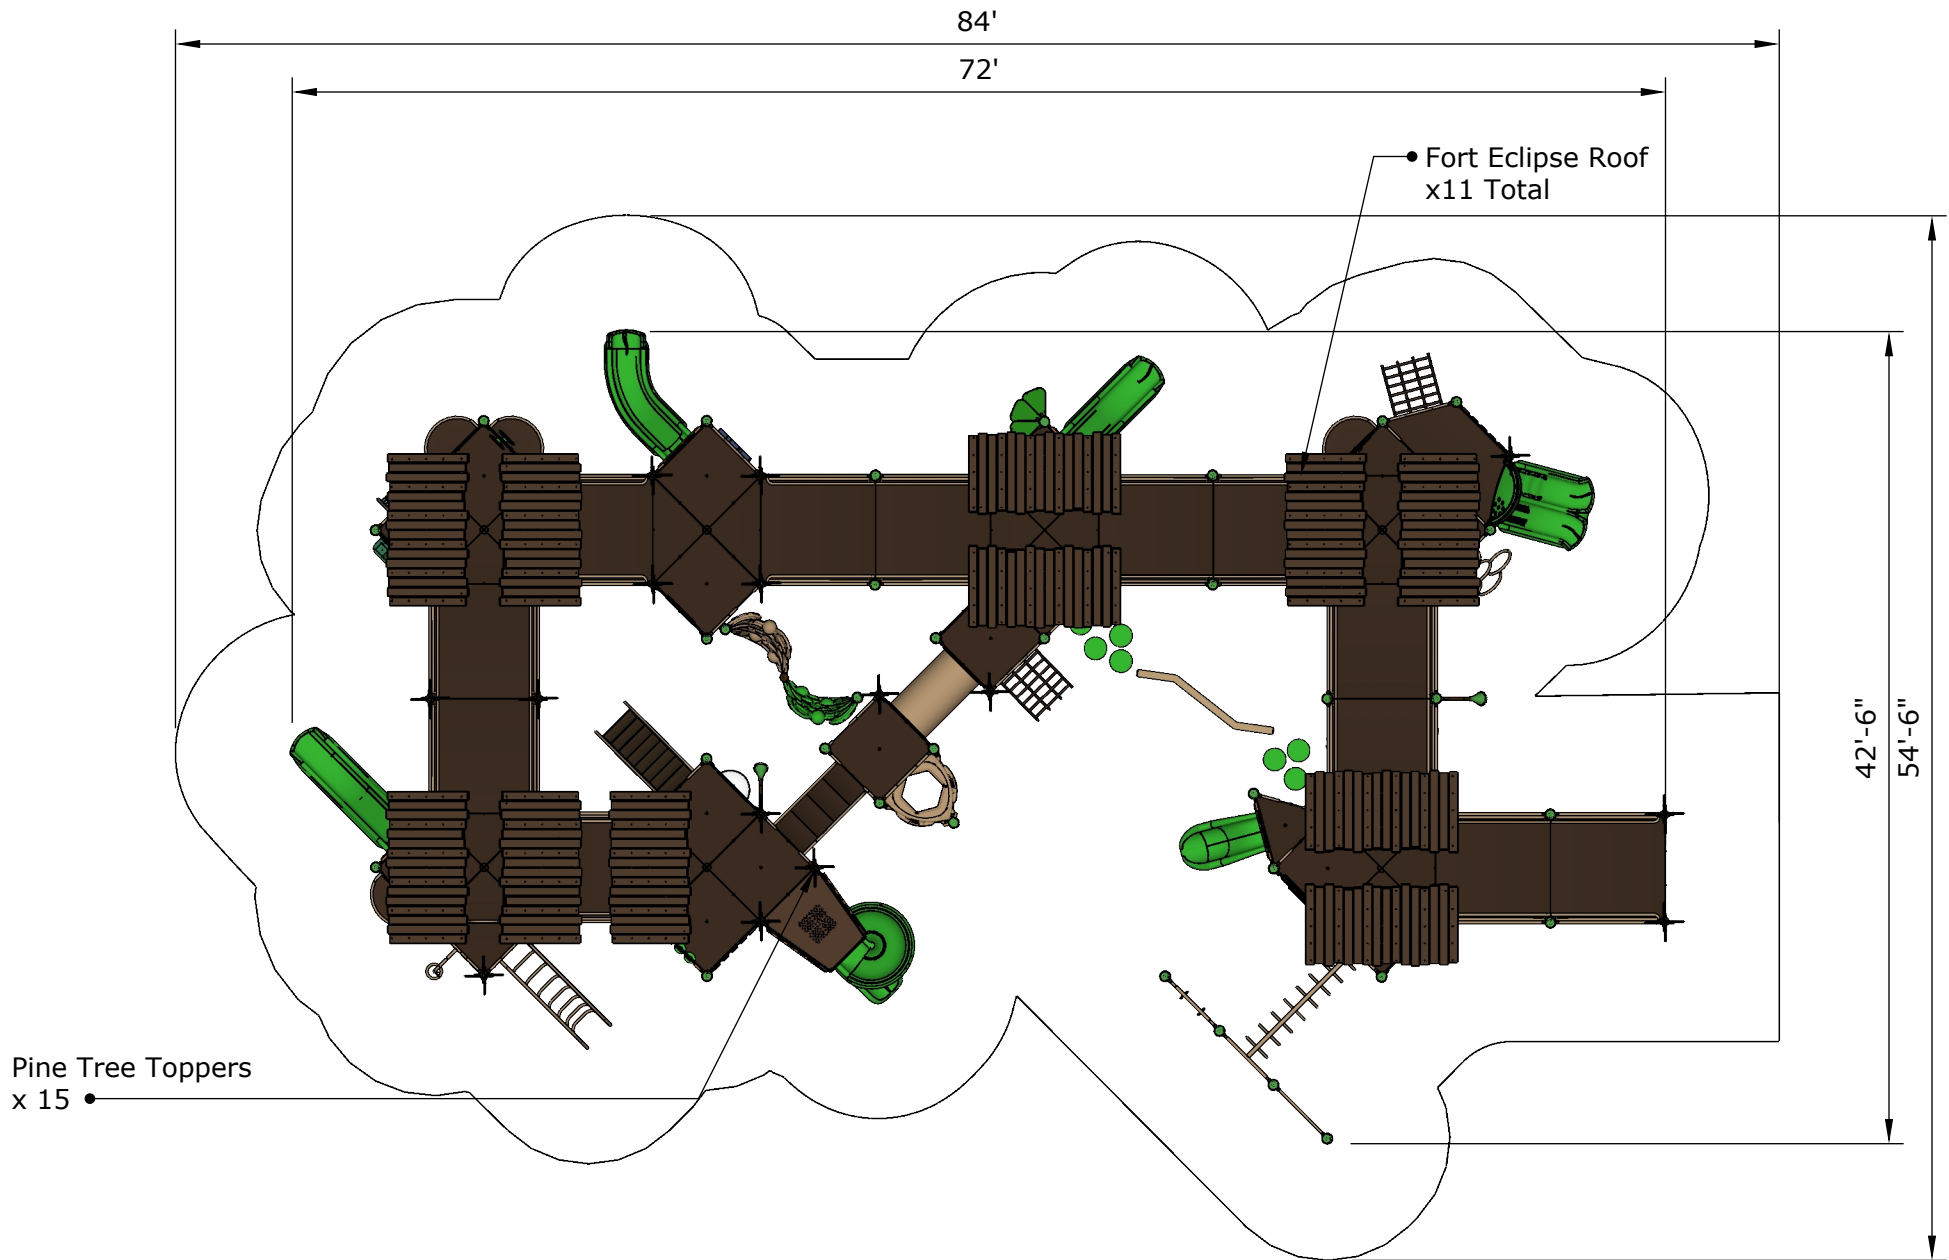 84'
72'
Fort Eclipse Roof
x11 Total
42'-6"
54'-6"
Pine Tree Toppers
x 15